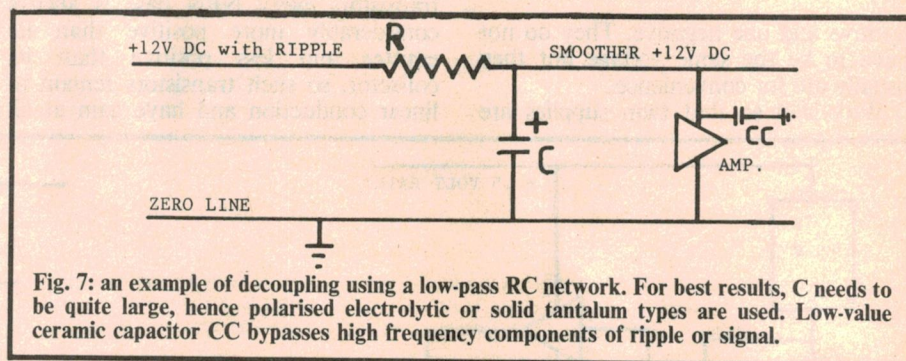 R
+12V DC with RIPPLE
SMOOTHER +12V DC
+
C
CC
AMP.
ZERO LINE
Fig. 7: an example of decoupling using a low-pass RC network. For best results, C needs to
be quite large, hence polarised electrolytic or solid tantalum types are used. Low-value
ceramic capacitor CC bypasses high frequency components of ripple or signal.